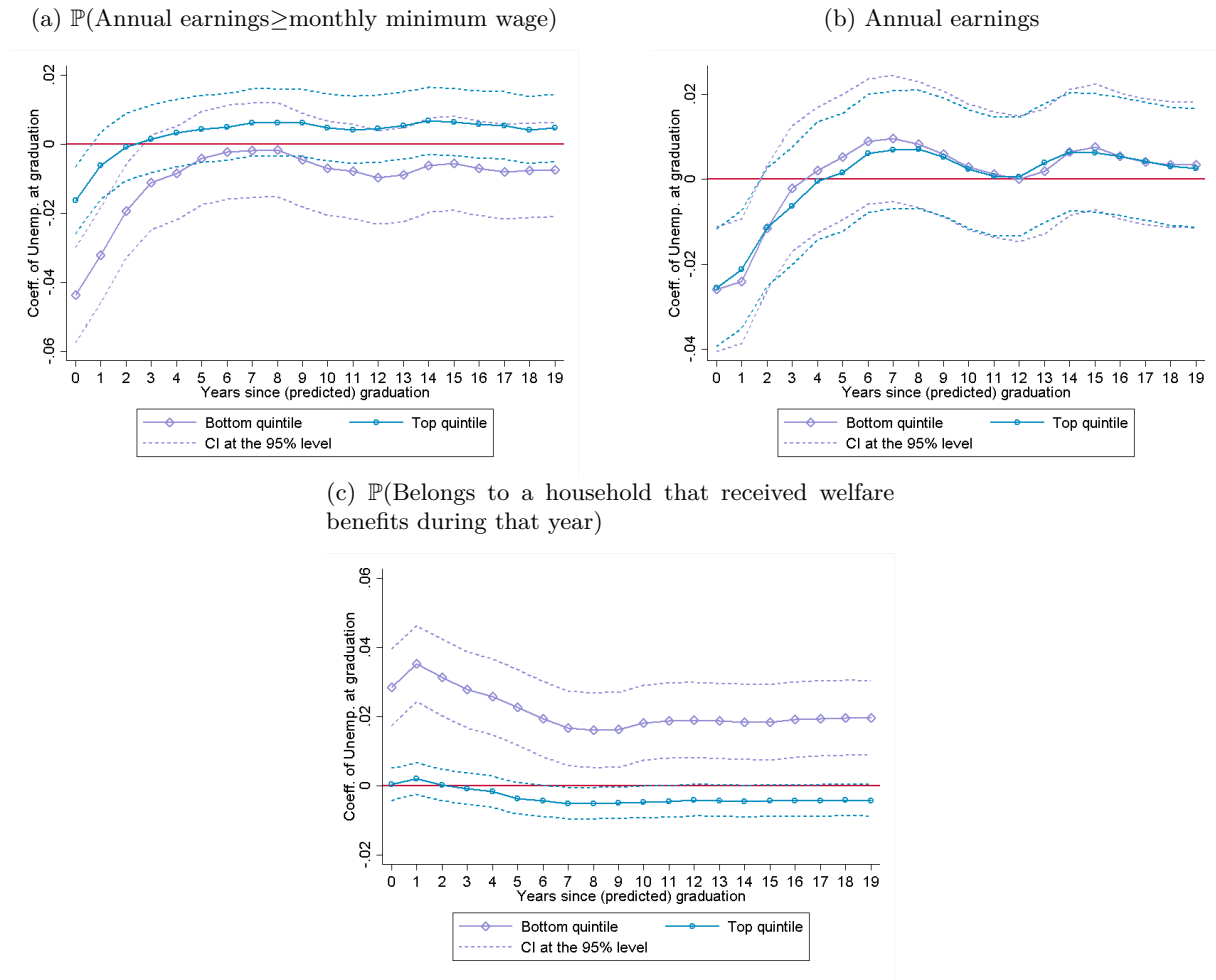 (a) ℙ(Annual earnings≥monthly minimum wage)
Coeff. of Unemp. at graduation
.02
0
-.02
-.04
-.06
0 1 2 3 4 5 6 7 8 9 10 11 12 13 14 15 16 17 18 19
Years since (predicted) graduation
Bottom quintile Top quintile
CI at the 95% level
(b) Annual earnings
Coeff. of Unemp. at graduation
.02
0
-.02
-.04
0 1 2 3 4 5 6 7 8 9 10 11 12 13 14 15 16 17 18 19
Years since (predicted) graduation
Bottom quintile Top quintile
CI at the 95% level
(c) ℙ(Belongs to a household that received welfare
benefits during that year)
Coeff. of Unemp. at graduation
.06
.04
.02
0
-.02
0 1 2 3 4 5 6 7 8 9 10 11 12 13 14 15 16 17 18 19
Years since (predicted) graduation
Bottom quintile Top quintile
CI at the 95% level